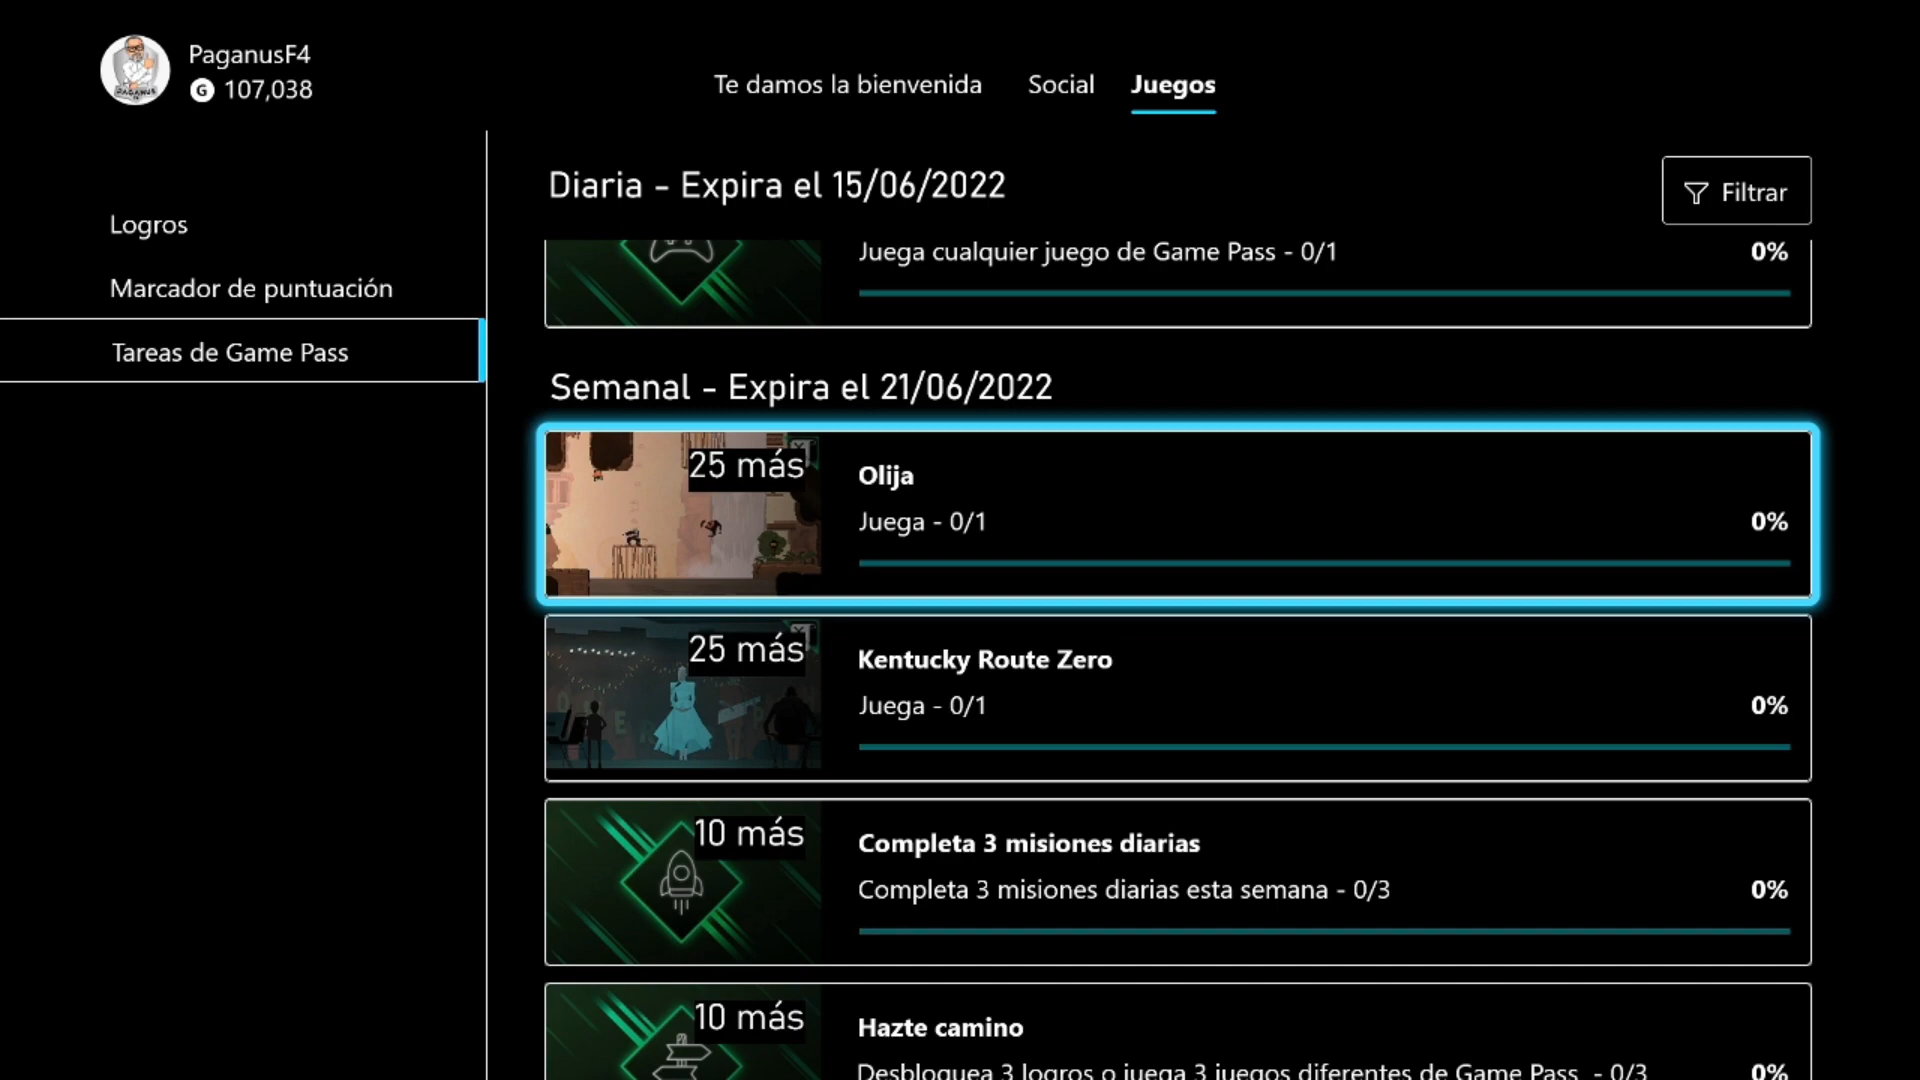 PaganusF4
G 107,038
Te damos la bienvenida
Social
Juegos
Logros
Marcador de puntuación
Tareas de Game Pass
Diaria - Expira el 15/06/2022
Filtrar
Juega cualquier juego de Game Pass - 0/1
0%
Semanal - Expira el 21/06/2022
25 más
Olija
Juega - 0/1
0%
25 más
Kentucky Route Zero
Juega - 0/1
0%
10 más
Completa 3 misiones diarias
Completa 3 misiones diarias esta semana - 0/3
0%
10 más
Hazte camino
Desbloquea 3 logros o juega 3 juegos diferentes de Game Pass - 0/3
0%